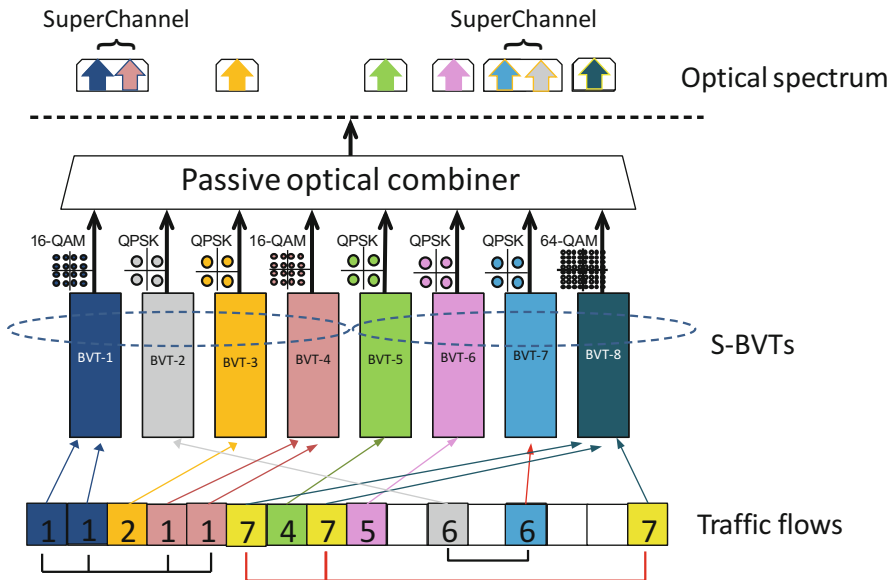 SuperChannel SuperChannel
Optical spectrum
Passive optical combiner
16-QAM QPSK QPSK 16-QAM QPSK QPSK QPSK 64-QAM
BVT-1 BVT-2 BVT-3 BVT-4 BVT-5 BVT-6 BVT-7 BVT-8
S-BVTs
1 1 2 1 1 7 4 7 5 6 6 7
Traffic flows